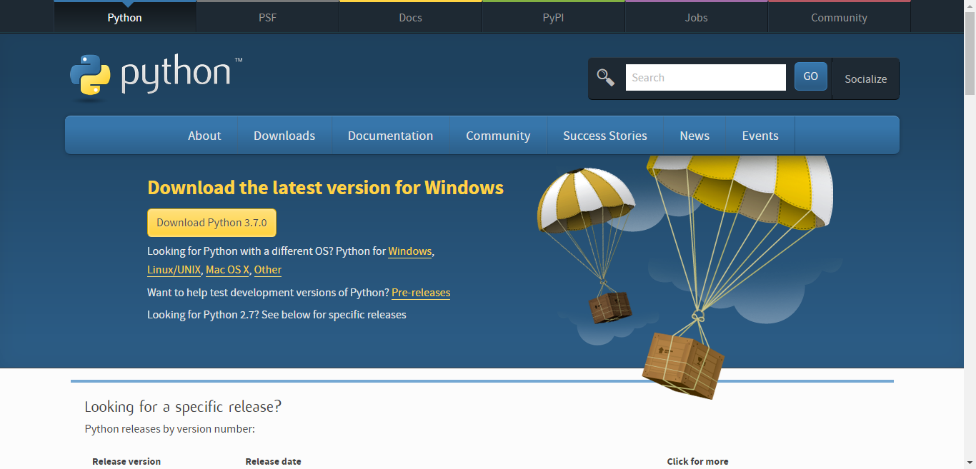 Python PSF Docs PyPI Jobs Community
python™
Search GO Socialize
About Downloads Documentation Community Success Stories News Events
Download the latest version for Windows
Download Python 3.7.0
Looking for Python with a different OS? Python for Windows,
Linux/UNIX, Mac OS X, Other
Want to help test development versions of Python? Pre-releases
Looking for Python 2.7? See below for specific releases
Looking for a specific release?
Python releases by version number:
Release version Release date Click for more